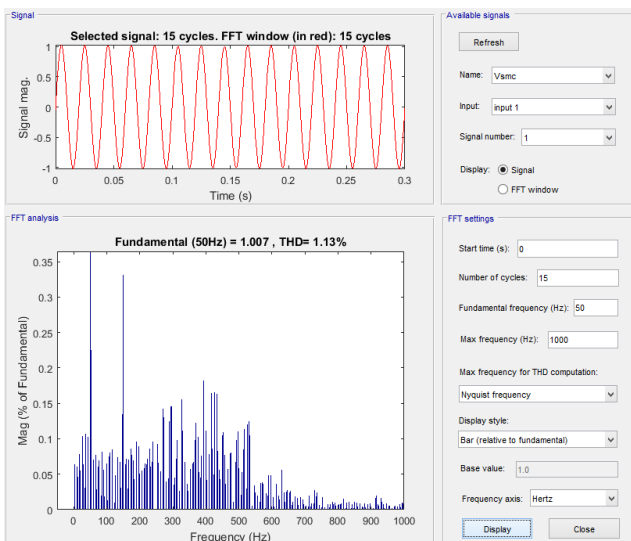 Signal
Selected signal: 15 cycles. FFT window (in red): 15 cycles
1
0.5
0
-0.5
-1
Signal mag.
0 0.05 0.1 0.15 0.2 0.25 0.3
Time (s)
Available signals
Refresh
Name: Vsmc
Input: input 1
Signal number: 1
Display: Signal
FFT window
FFT analysis
Fundamental (50Hz) = 1.007 , THD= 1.13%
0.35
0.3
0.25
0.2
0.15
0.1
0.05
0
Mag (% of Fundamental)
0 100 200 300 400 500 600 700 800 900 1000
Frequency (Hz)
FFT settings
Start time (s): 0
Number of cycles: 15
Fundamental frequency (Hz): 50
Max frequency (Hz): 1000
Max frequency for THD computation:
Nyquist frequency
Display style:
Bar (relative to fundamental)
Base value: 1.0
Frequency axis: Hertz
Display Close